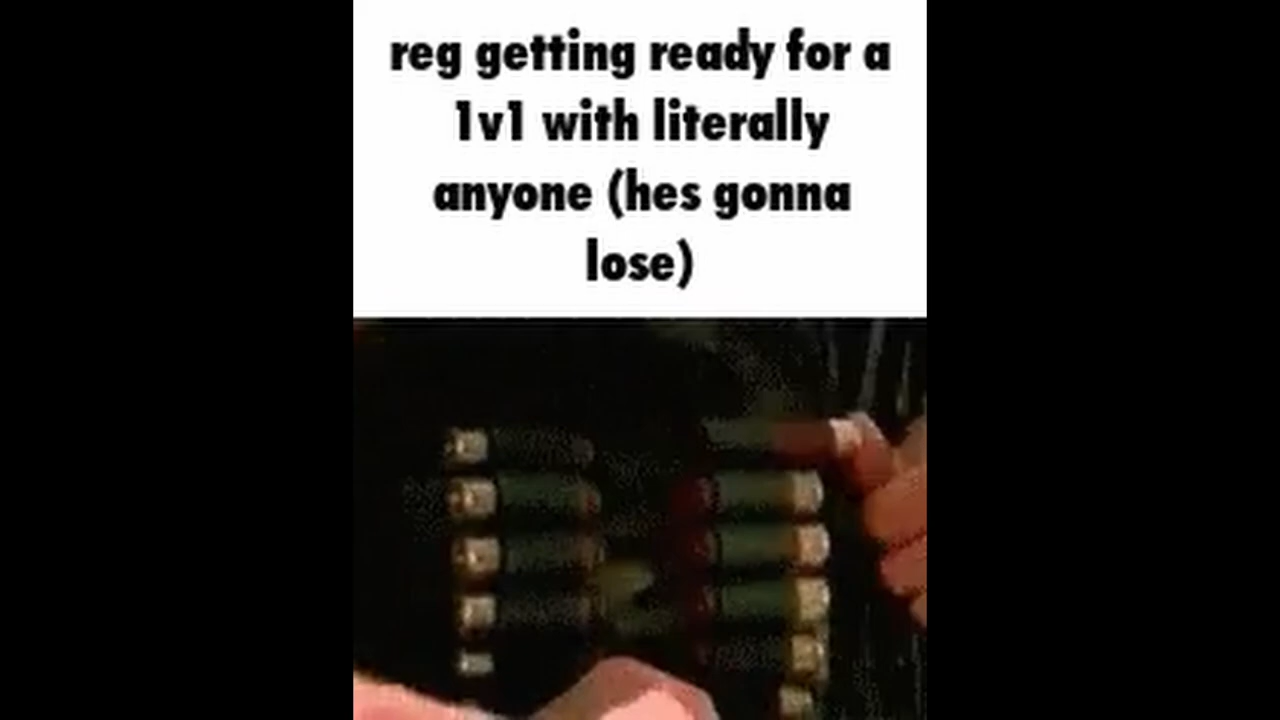 reg getting ready for a
1v1 with literally
anyone (hes gonna
lose)